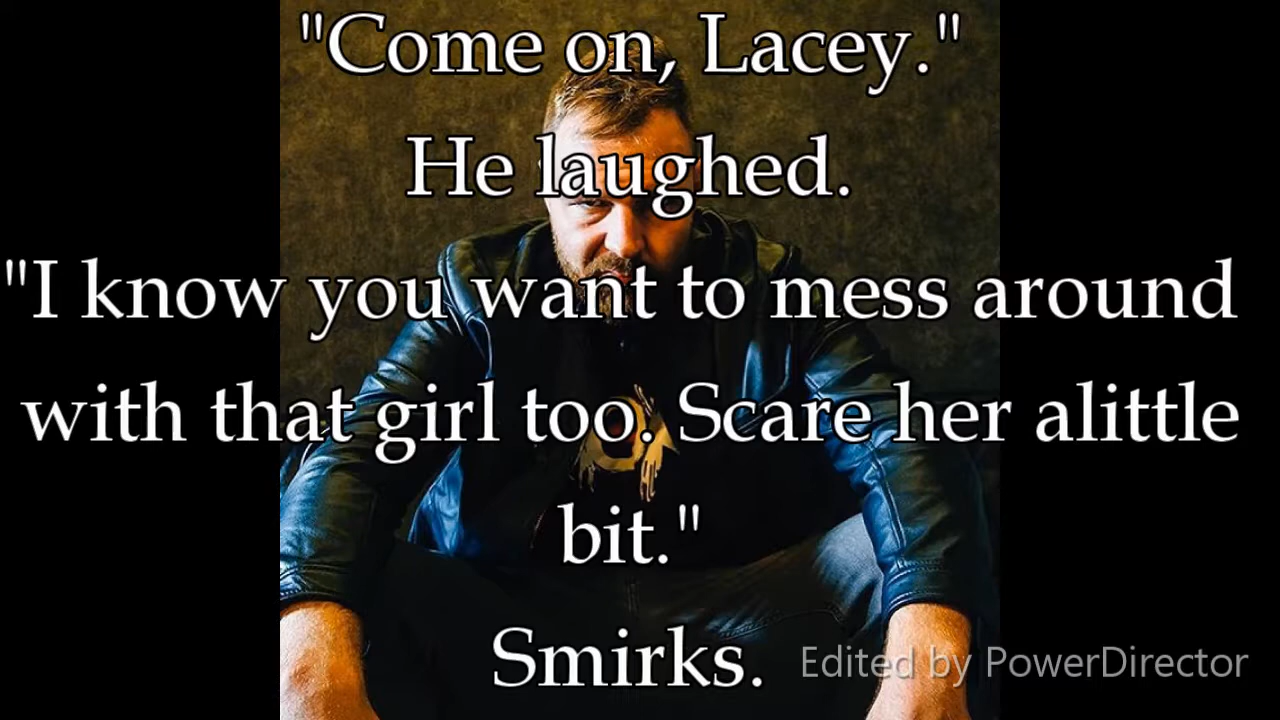 "Come on, Lacey."
He laughed.
"I know you want to mess around
with that girl too. Scare her alittle
bit."
Smirks.
Edited by PowerDirector